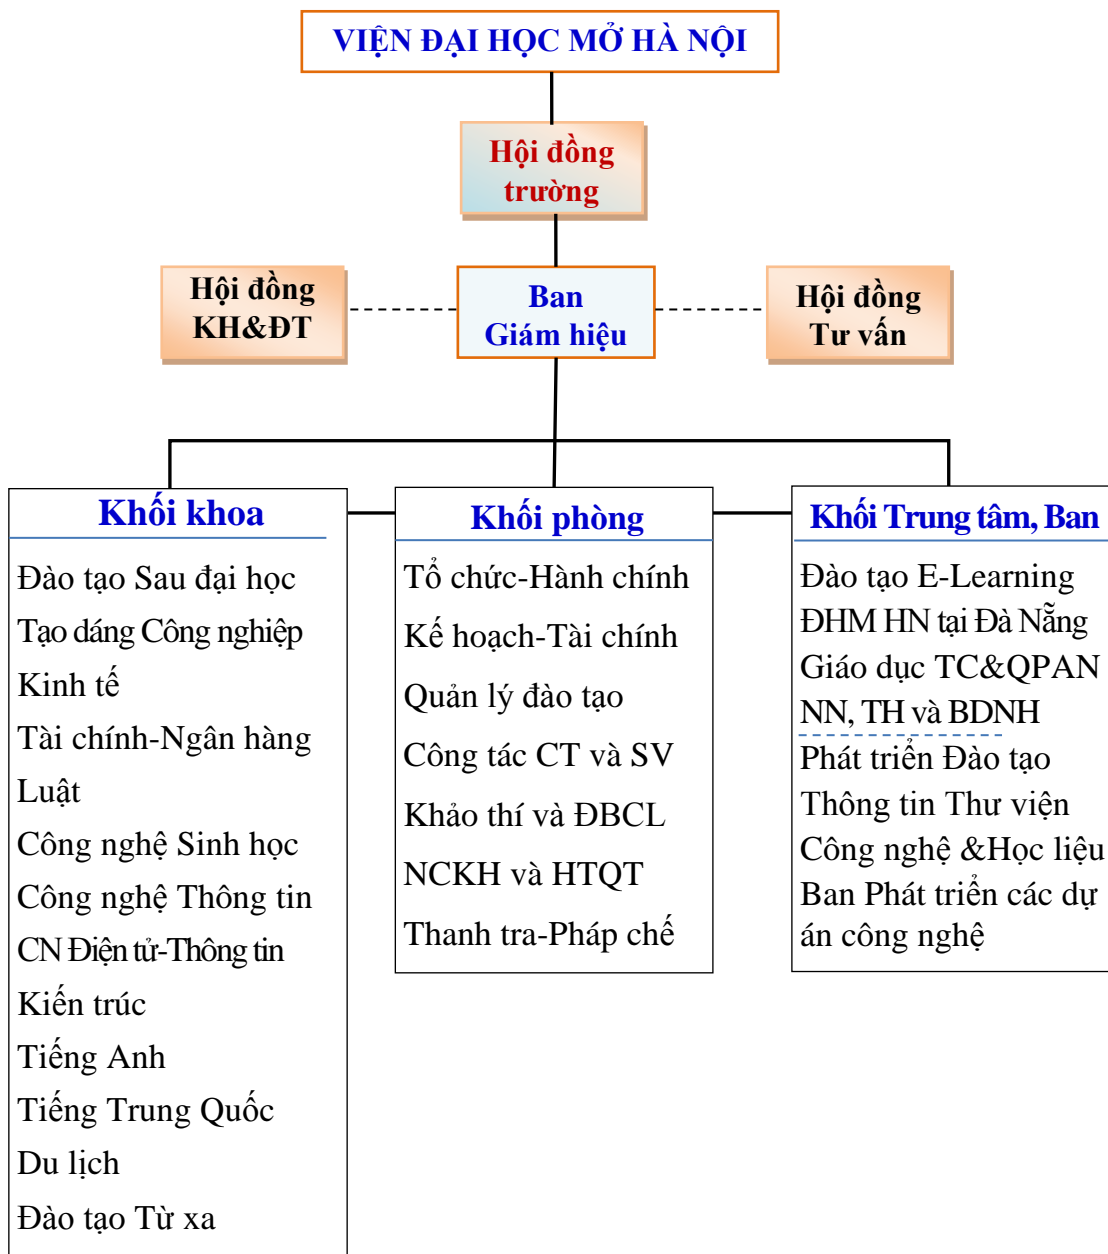 VIỆN ĐẠI HỌC MỞ HÀ NỘI
Hội đồng
trường
Hội đồng
KH&ĐT
Ban
Giám hiệu
Hội đồng
Tư vấn
Khối khoa
Đào tạo Sau đại học
Tạo dáng Công nghiệp
Kinh tế
Tài chính-Ngân hàng
Luật
Công nghệ Sinh học
Công nghệ Thông tin
CN Điện tử-Thông tin
Kiến trúc
Tiếng Anh
Tiếng Trung Quốc
Du lịch
Đào tạo Từ xa
Khối phòng
Tổ chức-Hành chính
Kế hoạch-Tài chính
Quản lý đào tạo
Công tác CT và SV
Khảo thí và ĐBCL
NCKH và HTQT
Thanh tra-Pháp chế
Khối Trung tâm, Ban
Đào tạo E-Learning
ĐHM HN tại Đà Nẵng
Giáo dục TC&QPAN
NN, TH và BDNH
Phát triển Đào tạo
Thông tin Thư viện
Công nghệ &Học liệu
Ban Phát triển các dự
án công nghệ